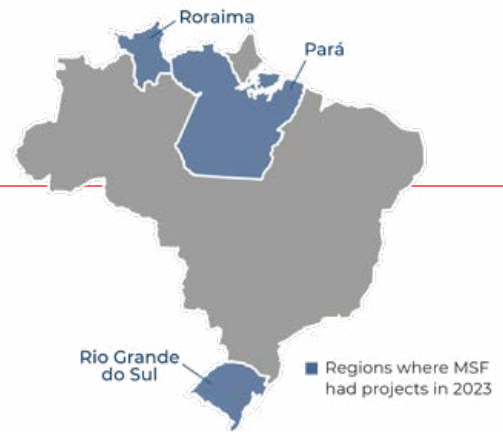 Roraima
Pará
Rio Grande
do Sul
Regions where MSF
had projects in 2023